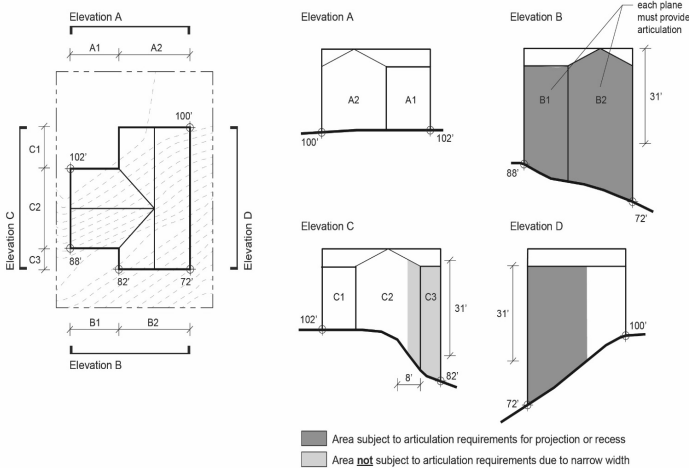 Elevation A
A1
A2
100'
C1
102'
C2
C3
88'
82'
72'
Elevation C
Elevation D
B1
B2
Elevation B
Elevation A
A2
A1
100'
102'
Elevation B
each plane
must provide
articulation
B1
B2
31'
88'
72'
Elevation C
C1
C2
C3
31'
102'
8'
82'
Elevation D
31'
100'
72'
Area subject to articulation requirements for projection or recess
Area not subject to articulation requirements due to narrow width